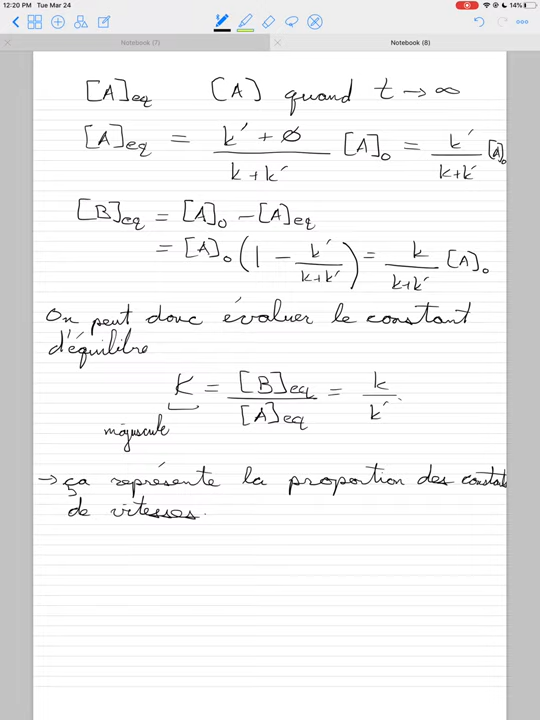 12:20 PM Tue Mar 24 14%
Notebook (7) Notebook (8)
[A]eq [A] quand t → ∞
[A]eq = (k' + ∅)/(k + k') [A]₀ = k'/(k + k') [A]₀
[B]eq = [A]₀ − [A]eq
= [A]₀ (1 − k'/(k + k')) = k/(k + k') [A]₀
On peut donc évaluer le constant
d'équilibre
K = [B]eq/[A]eq = k/k'
majuscule
→ ça représente la proportion des constants
de vitesses.